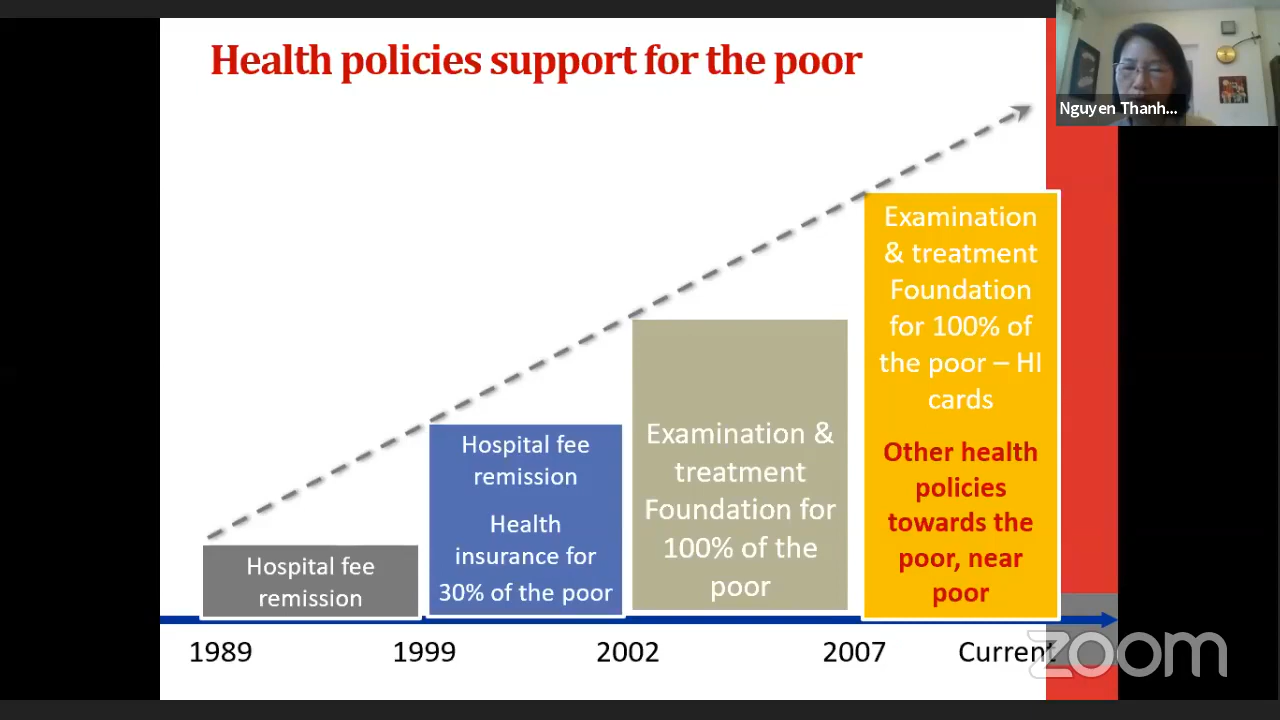 Health policies support for the poor
Nguyen Thanh...
Hospital fee
remission
Hospital fee
remission
Health
insurance for
30% of the poor
Examination &
treatment
Foundation for
100% of the
poor
Examination
& treatment
Foundation
for 100% of
the poor – HI
cards
Other health
policies
towards the
poor, near
poor
1989
1999
2002
2007
Current
zoom